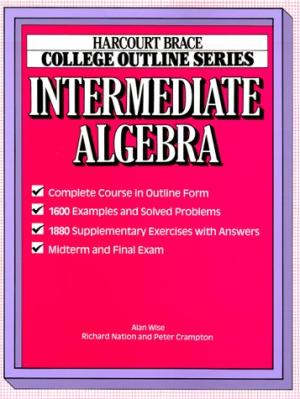 HARCOURT BRACE
COLLEGE OUTLINE SERIES
INTERMEDIATE
ALGEBRA
Complete Course in Outline Form
1600 Examples and Solved Problems
1880 Supplementary Exercises with Answers
Midterm and Final Exam
Alan Wise
Richard Nation and Peter Crampton